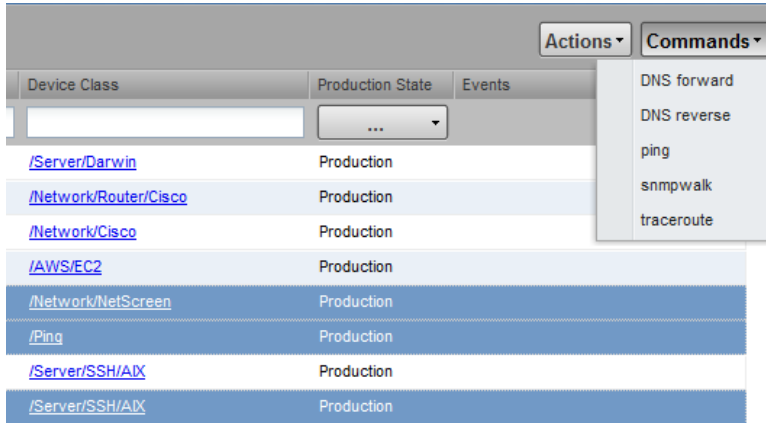 Actions Commands
Device Class Production State Events DNS forward
... DNS reverse
/Server/Darwin Production ping
/Network/Router/Cisco Production snmpwalk
/Network/Cisco Production traceroute
/AWS/EC2 Production
/Network/NetScreen Production
/Ping Production
/Server/SSH/AIX Production
/Server/SSH/AIX Production